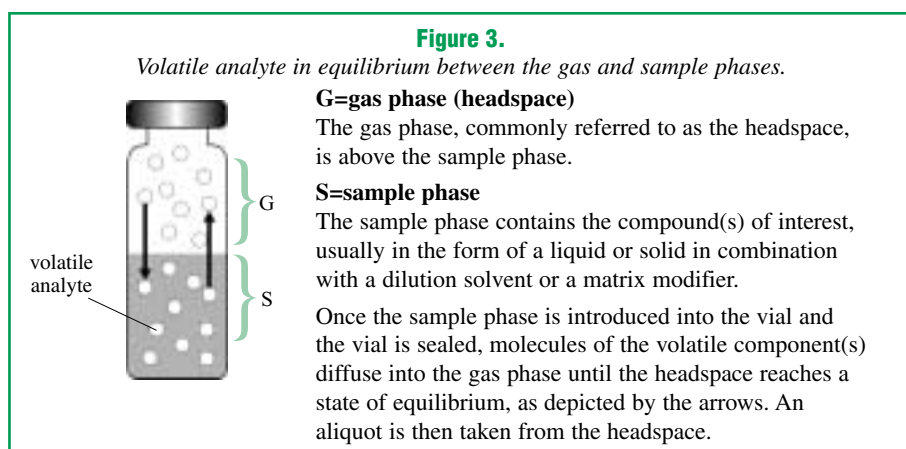 Figure 3.
Volatile analyte in equilibrium between the gas and sample phases.
G=gas phase (headspace)
The gas phase, commonly referred to as the headspace,
is above the sample phase.
S=sample phase
The sample phase contains the compound(s) of interest,
usually in the form of a liquid or solid in combination
with a dilution solvent or a matrix modifier.
Once the sample phase is introduced into the vial and
the vial is sealed, molecules of the volatile component(s)
diffuse into the gas phase until the headspace reaches a
state of equilibrium, as depicted by the arrows. An
aliquot is then taken from the headspace.
G
S
volatile
analyte